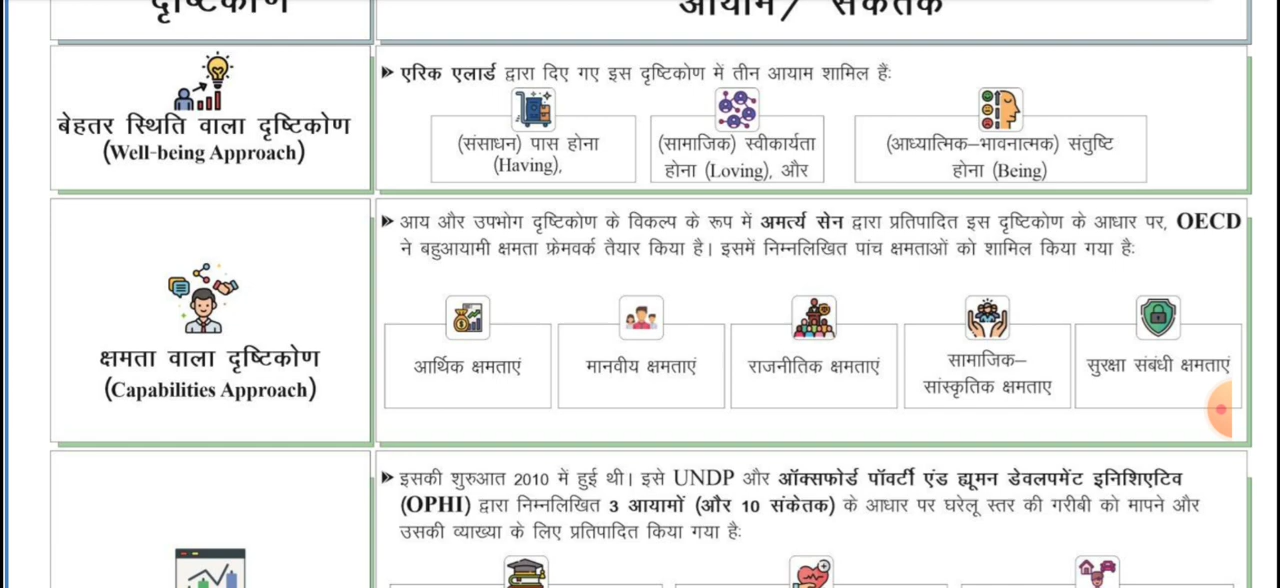 दृष्टिकोण
आयाम/ संकेतक
बेहतर स्थिति वाला दृष्टिकोण
(Well-being Approach)
एरिक एलार्ड द्वारा दिए गए इस दृष्टिकोण में तीन आयाम शामिल हैं:
(संसाधन) पास होना
(Having),
(सामाजिक) स्वीकार्यता
होना (Loving), और
(आध्यात्मिक–भावनात्मक) संतुष्टि
होना (Being)
क्षमता वाला दृष्टिकोण
(Capabilities Approach)
आय और उपभोग दृष्टिकोण के विकल्प के रूप में अमर्त्य सेन द्वारा प्रतिपादित इस दृष्टिकोण के आधार पर, OECD
ने बहुआयामी क्षमता फ्रेमवर्क तैयार किया है। इसमें निम्नलिखित पांच क्षमताओं को शामिल किया गया है:
आर्थिक क्षमताएं
मानवीय क्षमताएं
राजनीतिक क्षमताएं
सामाजिक–
सांस्कृतिक क्षमताए
सुरक्षा संबंधी क्षमताएं
इसकी शुरुआत 2010 में हुई थी। इसे UNDP और ऑक्सफोर्ड पॉवर्टी एंड ह्यूमन डेवलपमेंट इनिशिएटिव
(OPHI) द्वारा निम्नलिखित 3 आयामों (और 10 संकेतक) के आधार पर घरेलू स्तर की गरीबी को मापने और
उसकी व्याख्या के लिए प्रतिपादित किया गया है: